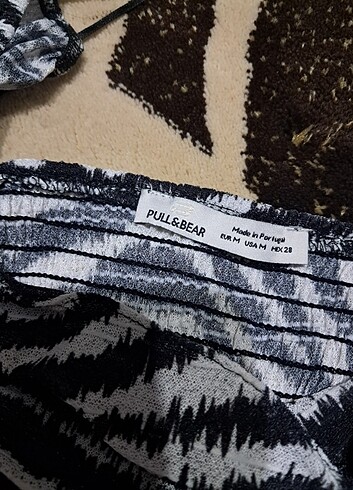 PULL&BEAR
Made in Portugal
EUR M USA M MEX 28